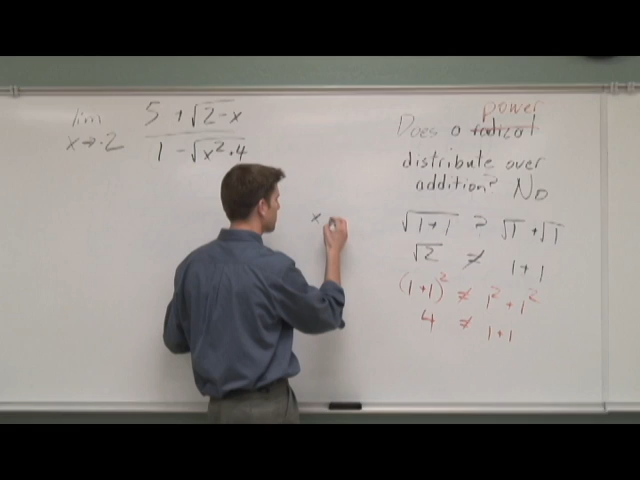 lim 5 + √2-x
x→-2 1 - √x²+4
x
power
Does a radical
distribute over
addition? No
√1+1 ? √1 + √1
√2 ≠ 1+1
(1+1)² ≠ 1² + 1²
4 ≠ 1+1